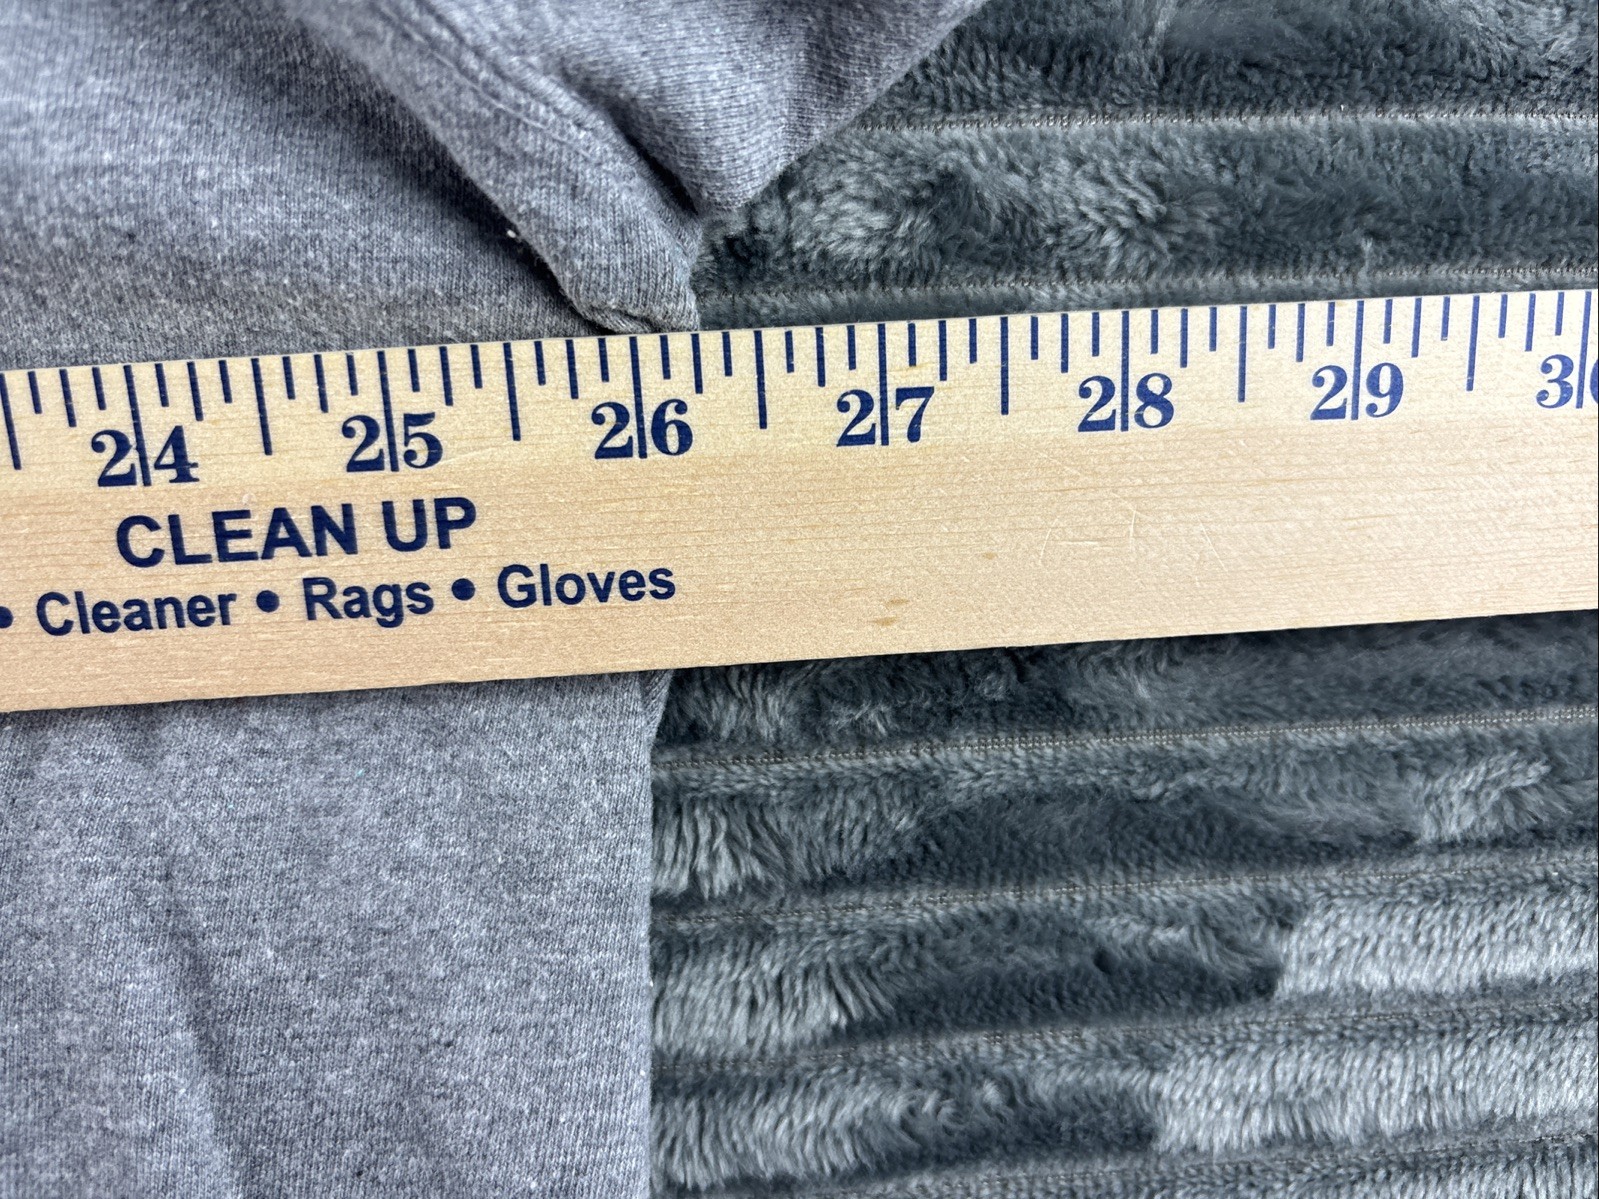 24 25 26 27 28 29 30
CLEAN UP
• Cleaner • Rags • Gloves